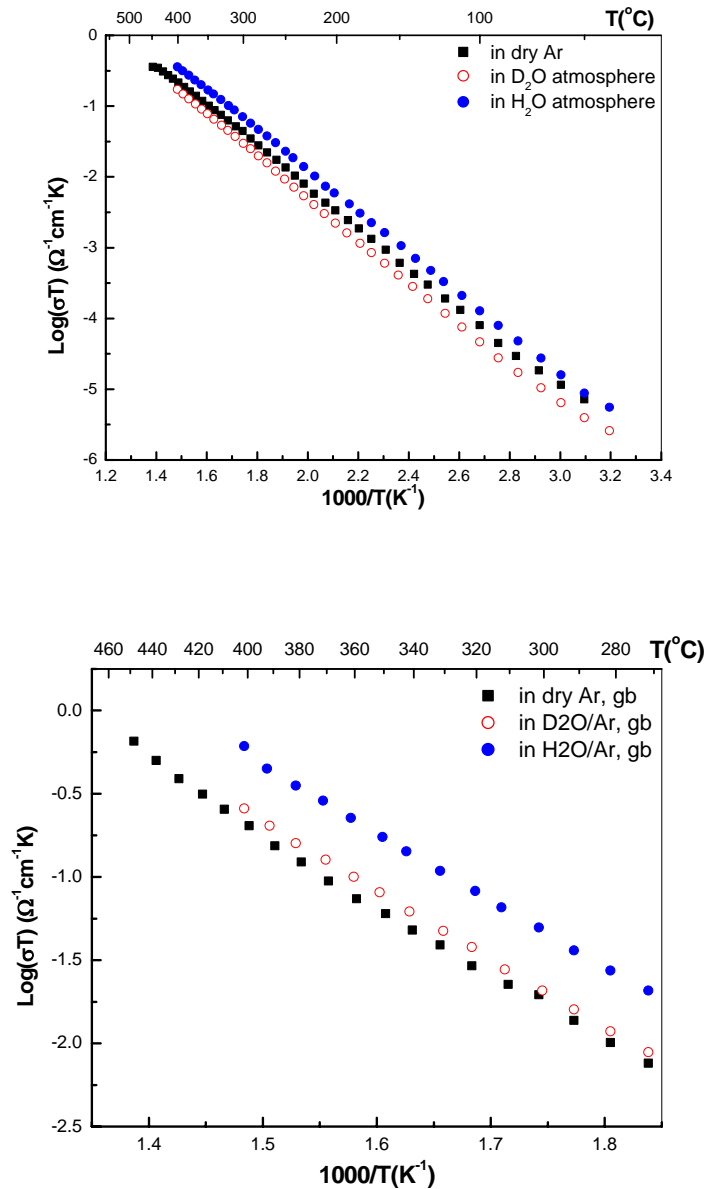 500 400 300 200 100 T(°C)
0
-1
-2
-3
-4
-5
-6
Log(σT) (Ω⁻¹cm⁻¹K)
in dry Ar
in D₂O atmosphere
in H₂O atmosphere
1.2 1.4 1.6 1.8 2.0 2.2 2.4 2.6 2.8 3.0 3.2 3.4
1000/T(K⁻¹)
460 440 420 400 380 360 340 320 300 280 T(°C)
0.0
-0.5
-1.0
-1.5
-2.0
-2.5
Log(σT) (Ω⁻¹cm⁻¹K)
in dry Ar, gb
in D2O/Ar, gb
in H2O/Ar, gb
1.4 1.5 1.6 1.7 1.8
1000/T(K⁻¹)